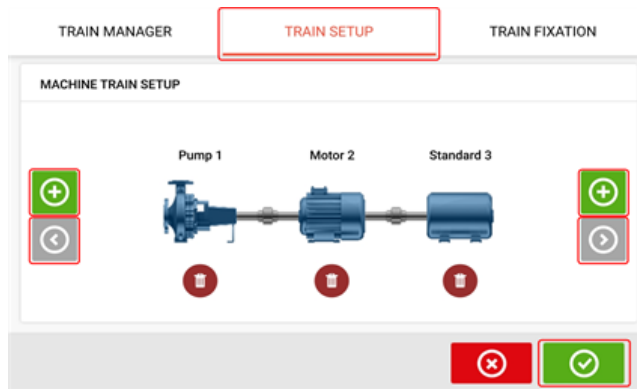 TRAIN MANAGER TRAIN SETUP TRAIN FIXATION
MACHINE TRAIN SETUP
Pump 1 Motor 2 Standard 3